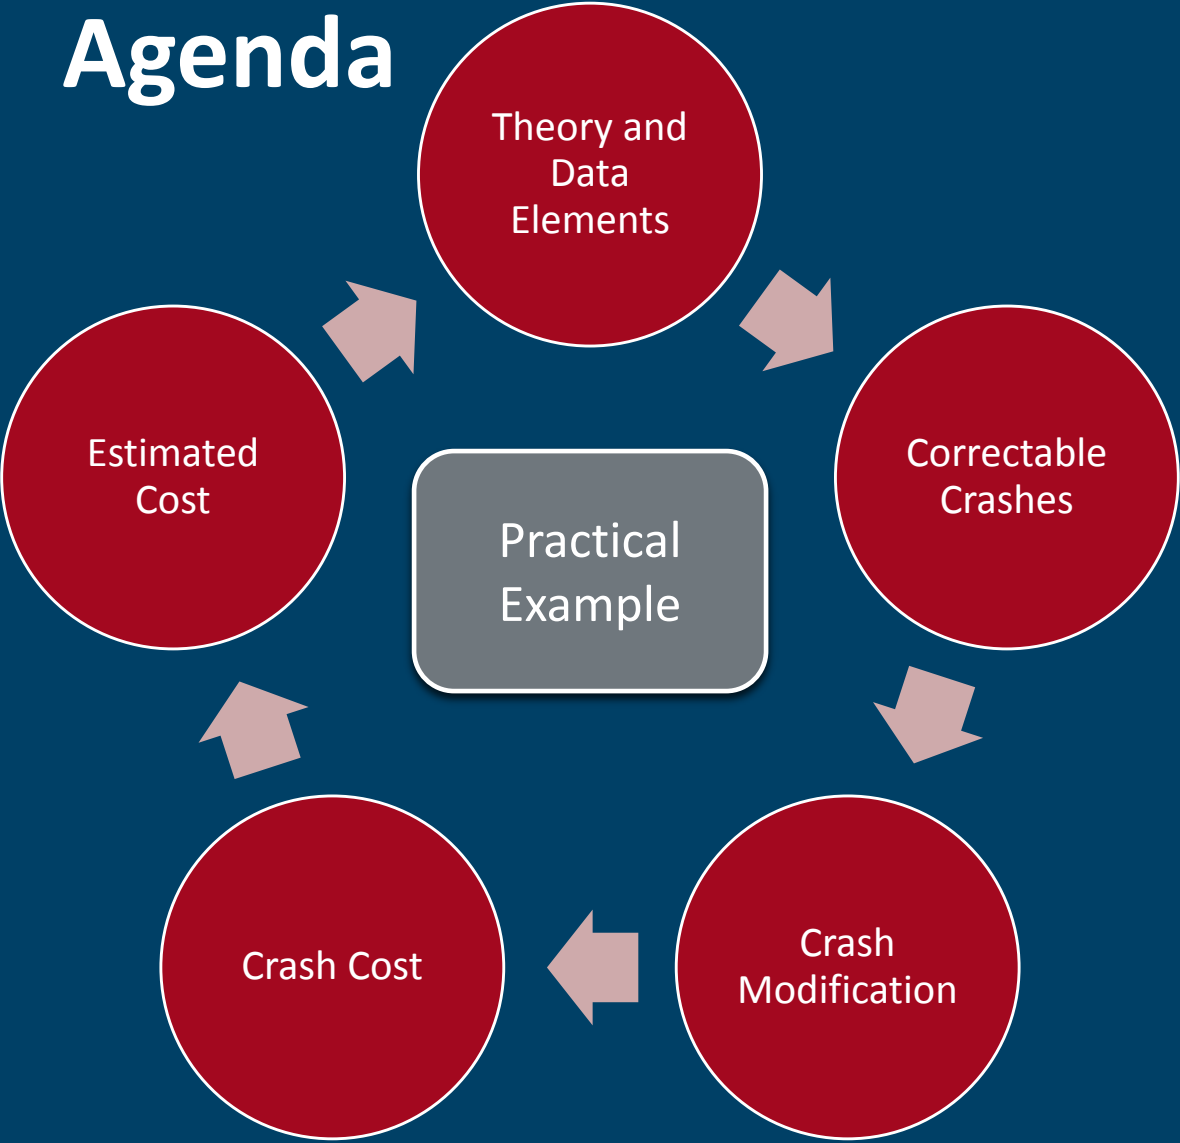 Agenda
Theory and
Data
Elements
Correctable
Crashes
Crash
Modification
Crash Cost
Estimated
Cost
Practical
Example